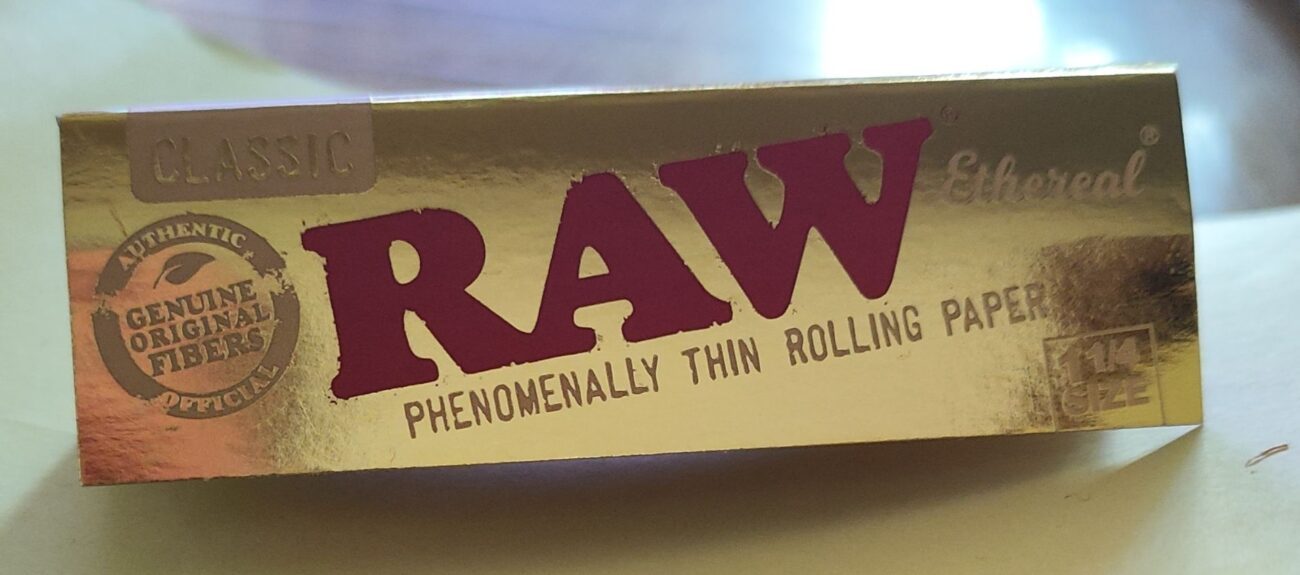 CLASSIC
AUTHENTIC
GENUINE
ORIGINAL
FIBERS
OFFICIAL
RAW®
Ethereal®
PHENOMENALLY THIN ROLLING PAPER
1 1/4
SIZE